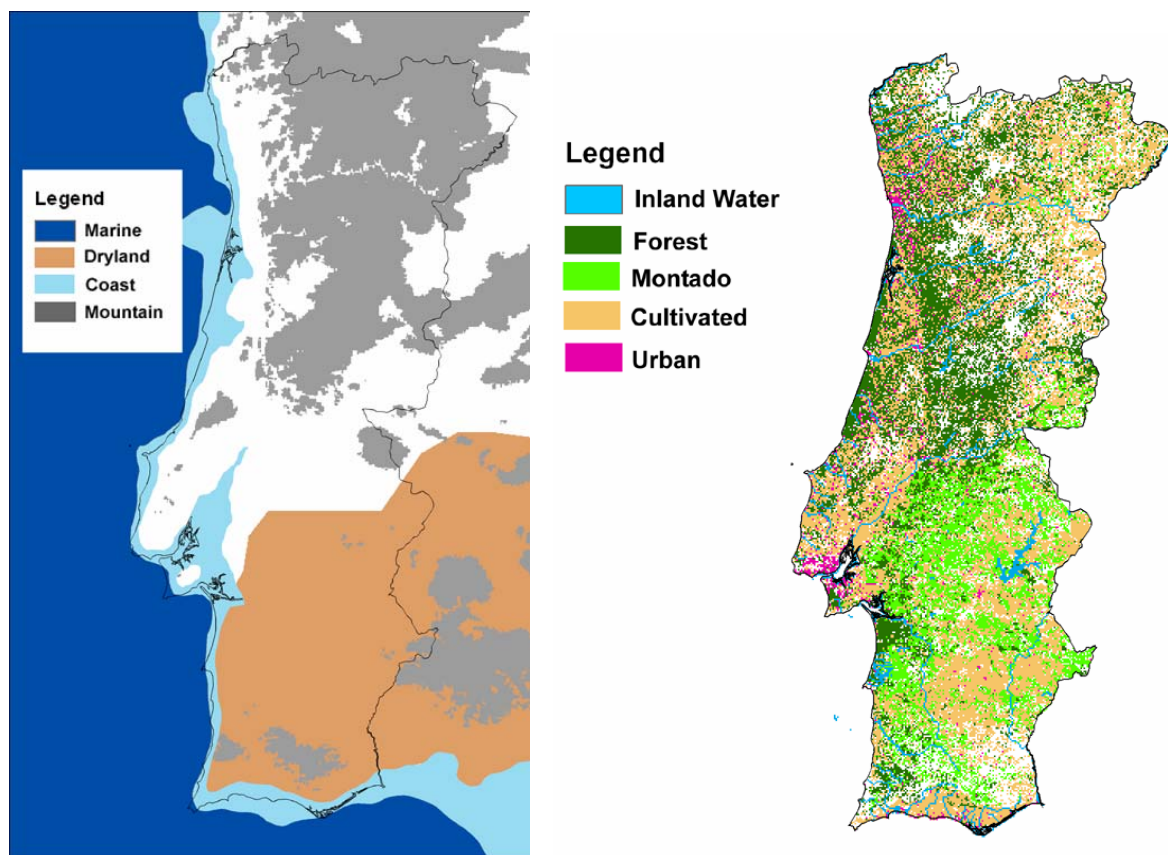 Legend
Marine
Dryland
Coast
Mountain
Legend
Inland Water
Forest
Montado
Cultivated
Urban